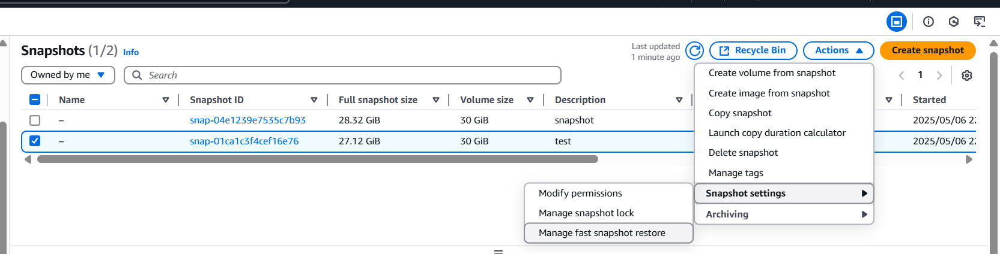 Snapshots (1/2) Info
Last updated
1 minute ago
Recycle Bin
Actions
Create snapshot
Owned by me
Search
1
Name Snapshot ID Full snapshot size Volume size Description Started
– snap-04e1239e7535c7b93 28.32 GiB 30 GiB snapshot 2025/05/06 22
– snap-01ca1c3f4cef16e76 27.12 GiB 30 GiB test 2025/05/06 22
Create volume from snapshot
Create image from snapshot
Copy snapshot
Launch copy duration calculator
Delete snapshot
Manage tags
Snapshot settings
Archiving
Modify permissions
Manage snapshot lock
Manage fast snapshot restore